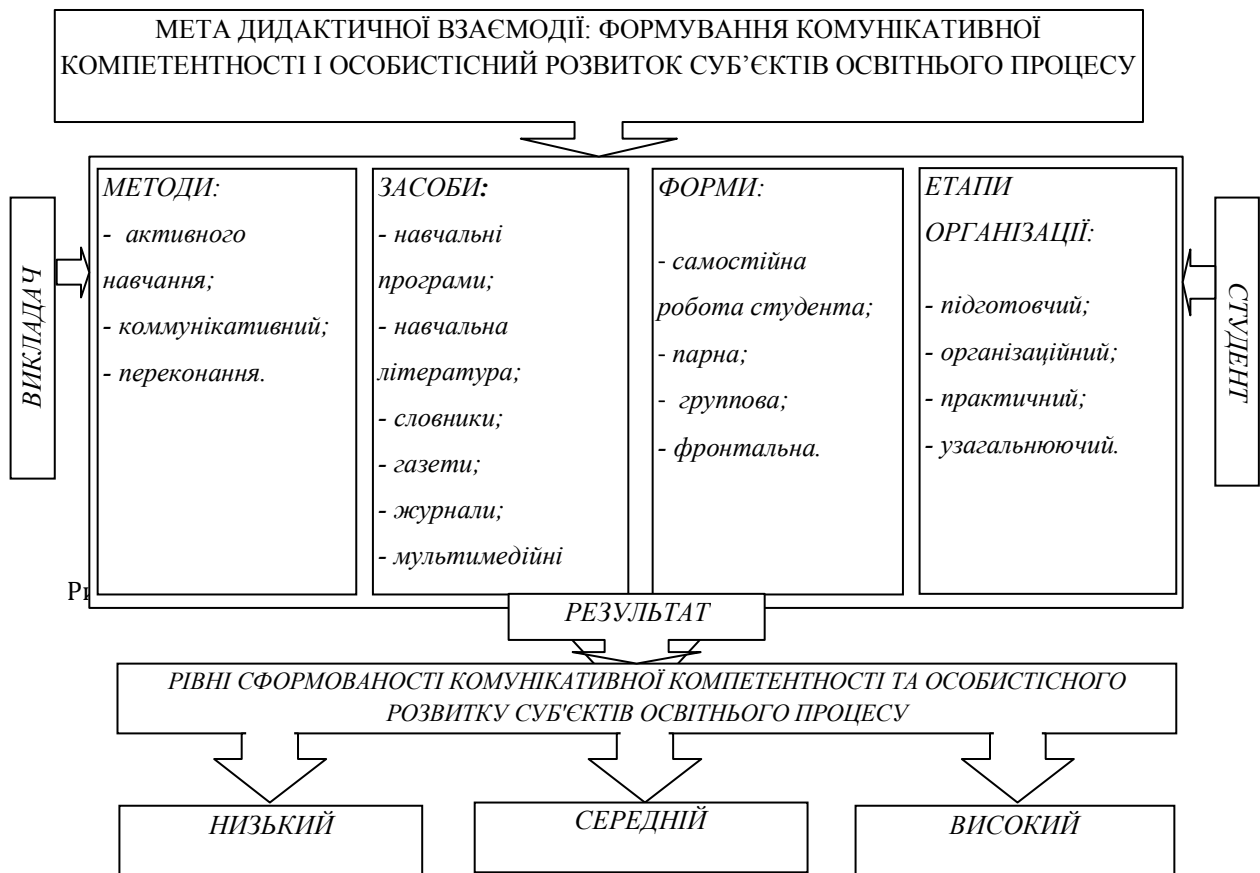 МЕТА ДИДАКТИЧНОЇ ВЗАЄМОДІЇ: ФОРМУВАННЯ КОМУНІКАТИВНОЇ
КОМПЕТЕНТНОСТІ І ОСОБИСТІСНИЙ РОЗВИТОК СУБ’ЄКТІВ ОСВІТНЬОГО ПРОЦЕСУ
ВИКЛАДАЧ
МЕТОДИ:
- активного
навчання;
- коммунікативний;
- переконання.
ЗАСОБИ:
- навчальні
програми;
- навчальна
література;
- словники;
- газети;
- журнали;
- мультимедійні
ФОРМИ:
- самостійна
робота студента;
- парна;
- группова;
- фронтальна.
ЕТАПИ
ОРГАНІЗАЦІЇ:
- підготовчий;
- організаційний;
- практичний;
- узагальнюючий.
СТУДЕНТ
РЕЗУЛЬТАТ
РІВНІ СФОРМОВАНОСТІ КОМУНІКАТИВНОЇ КОМПЕТЕНТНОСТІ ТА ОСОБИСТІСНОГО
РОЗВИТКУ СУБ'ЄКТІВ ОСВІТНЬОГО ПРОЦЕСУ
НИЗЬКИЙ
СЕРЕДНІЙ
ВИСОКИЙ